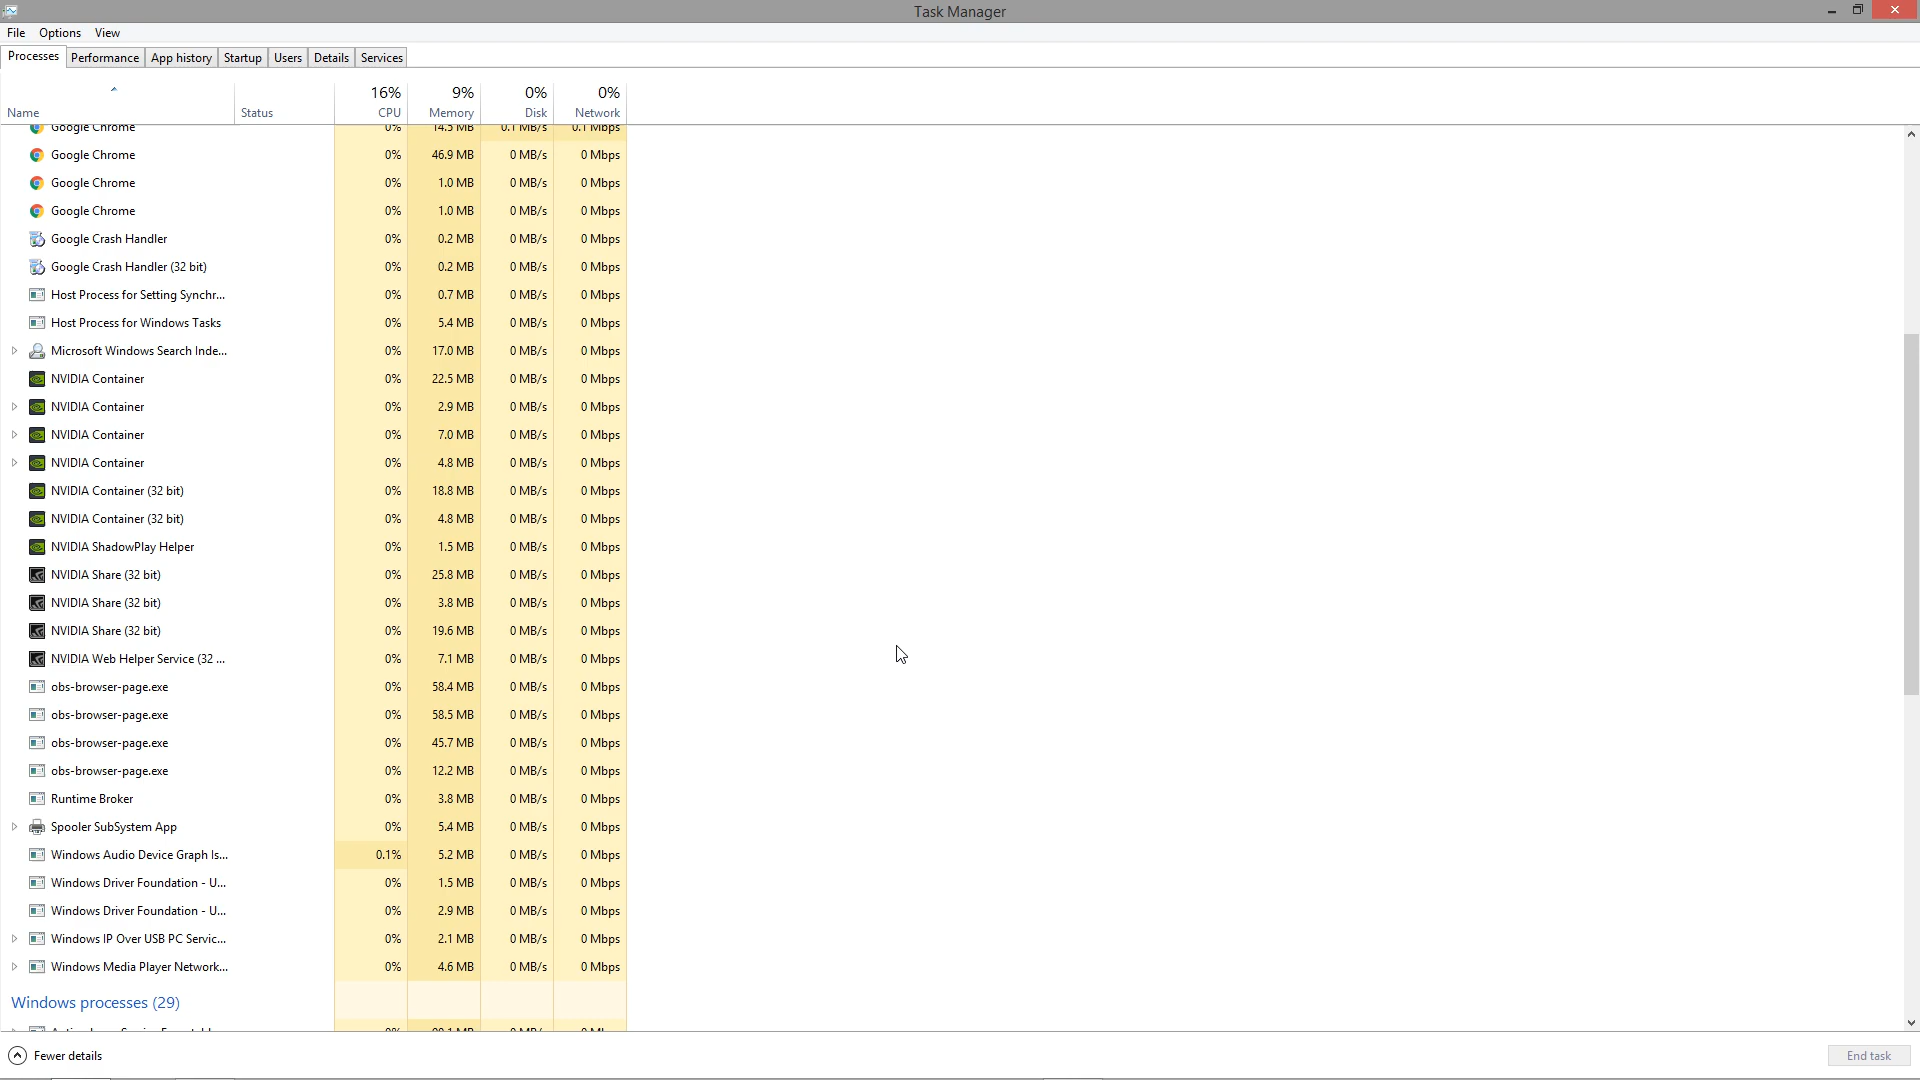 Task Manager
File Options View
Processes Performance App history Startup Users Details Services
16% 9% 0% 0%
Name Status CPU Memory Disk Network
Google Chrome 0% 14.5 MB 0.1 MB/s 0.1 Mbps
Google Chrome 0% 46.9 MB 0 MB/s 0 Mbps
Google Chrome 0% 1.0 MB 0 MB/s 0 Mbps
Google Chrome 0% 1.0 MB 0 MB/s 0 Mbps
Google Crash Handler 0% 0.2 MB 0 MB/s 0 Mbps
Google Crash Handler (32 bit) 0% 0.2 MB 0 MB/s 0 Mbps
Host Process for Setting Synchr... 0% 0.7 MB 0 MB/s 0 Mbps
Host Process for Windows Tasks 0% 5.4 MB 0 MB/s 0 Mbps
Microsoft Windows Search Inde... 0% 17.0 MB 0 MB/s 0 Mbps
NVIDIA Container 0% 22.5 MB 0 MB/s 0 Mbps
NVIDIA Container 0% 2.9 MB 0 MB/s 0 Mbps
NVIDIA Container 0% 7.0 MB 0 MB/s 0 Mbps
NVIDIA Container 0% 4.8 MB 0 MB/s 0 Mbps
NVIDIA Container (32 bit) 0% 18.8 MB 0 MB/s 0 Mbps
NVIDIA Container (32 bit) 0% 4.8 MB 0 MB/s 0 Mbps
NVIDIA ShadowPlay Helper 0% 1.5 MB 0 MB/s 0 Mbps
NVIDIA Share (32 bit) 0% 25.8 MB 0 MB/s 0 Mbps
NVIDIA Share (32 bit) 0% 3.8 MB 0 MB/s 0 Mbps
NVIDIA Share (32 bit) 0% 19.6 MB 0 MB/s 0 Mbps
NVIDIA Web Helper Service (32 ... 0% 7.1 MB 0 MB/s 0 Mbps
obs-browser-page.exe 0% 58.4 MB 0 MB/s 0 Mbps
obs-browser-page.exe 0% 58.5 MB 0 MB/s 0 Mbps
obs-browser-page.exe 0% 45.7 MB 0 MB/s 0 Mbps
obs-browser-page.exe 0% 12.2 MB 0 MB/s 0 Mbps
Runtime Broker 0% 3.8 MB 0 MB/s 0 Mbps
Spooler SubSystem App 0% 5.4 MB 0 MB/s 0 Mbps
Windows Audio Device Graph Is... 0.1% 5.2 MB 0 MB/s 0 Mbps
Windows Driver Foundation - U... 0% 1.5 MB 0 MB/s 0 Mbps
Windows Driver Foundation - U... 0% 2.9 MB 0 MB/s 0 Mbps
Windows IP Over USB PC Servic... 0% 2.1 MB 0 MB/s 0 Mbps
Windows Media Player Network... 0% 4.6 MB 0 MB/s 0 Mbps
Windows processes (29)
Fewer details End task